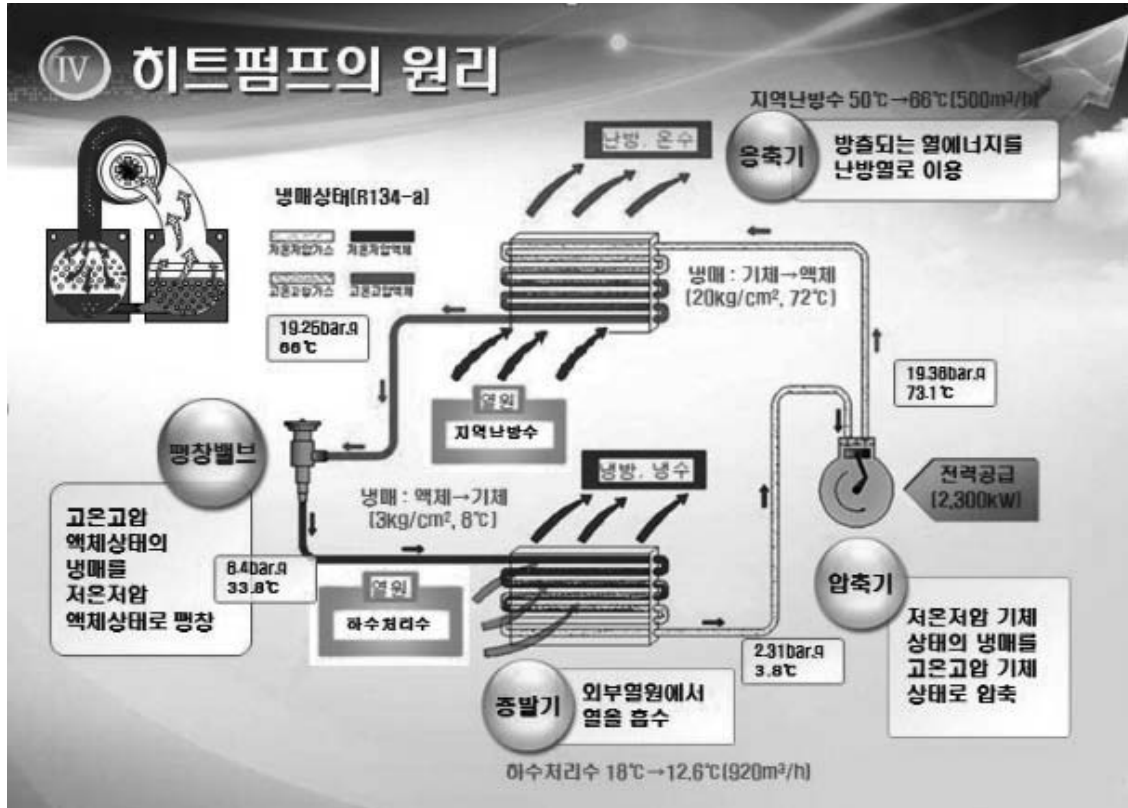 IV 히트펌프의 원리
지역난방수 50℃→66℃(500m³/h)
난방, 온수
응축기
방출되는 열에너지를
난방열로 이용
냉매상태(R134-a)
저온저압가스 저온저압액체
고온고압가스 고온고압액체
냉매 : 기체→액체
(20kg/cm², 72℃)
19.25bar.g
66℃
19.36bar.g
73.1℃
열원
지역난방수
팽창밸브
냉방, 냉수
전력공급
(2,300kW)
냉매 : 액체→기체
(3kg/cm², 8℃)
고온고압
액체상태의
냉매를
저온저압
액체상태로 팽창
8.4bar.g
33.8℃
열원
하수처리수
압축기
저온저압 기체
상태의 냉매를
고온고압 기체
상태로 압축
2.31bar.g
3.8℃
증발기
외부열원에서
열을 흡수
하수처리수 18℃→12.6℃(920m³/h)